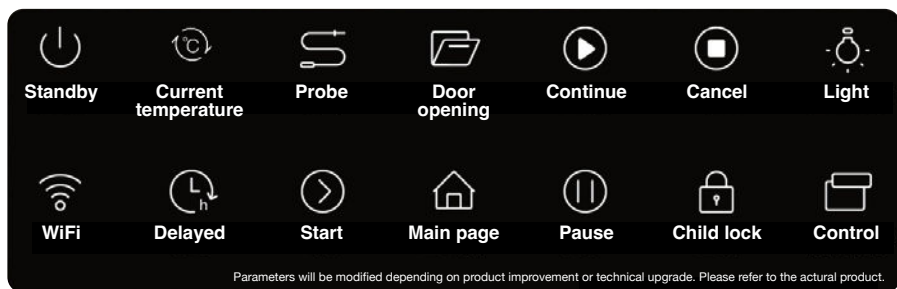 ℃
Standby
Current
temperature
Probe
Door
opening
Continue
Cancel
Light
h
WiFi
Delayed
Start
Main page
Pause
Child lock
Control
Parameters will be modified depending on product improvement or technical upgrade. Please refer to the actural product.